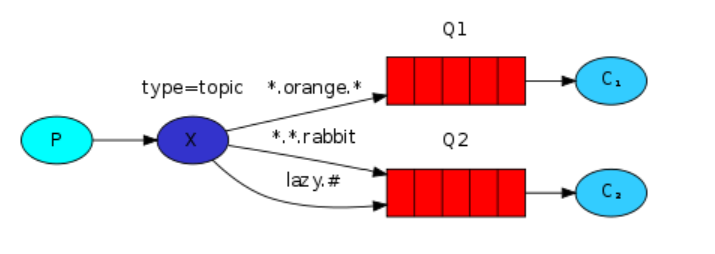 Q1
type=topic
*.orange.*
C₁
P
X
*.*.rabbit
Q2
lazy.#
C₂